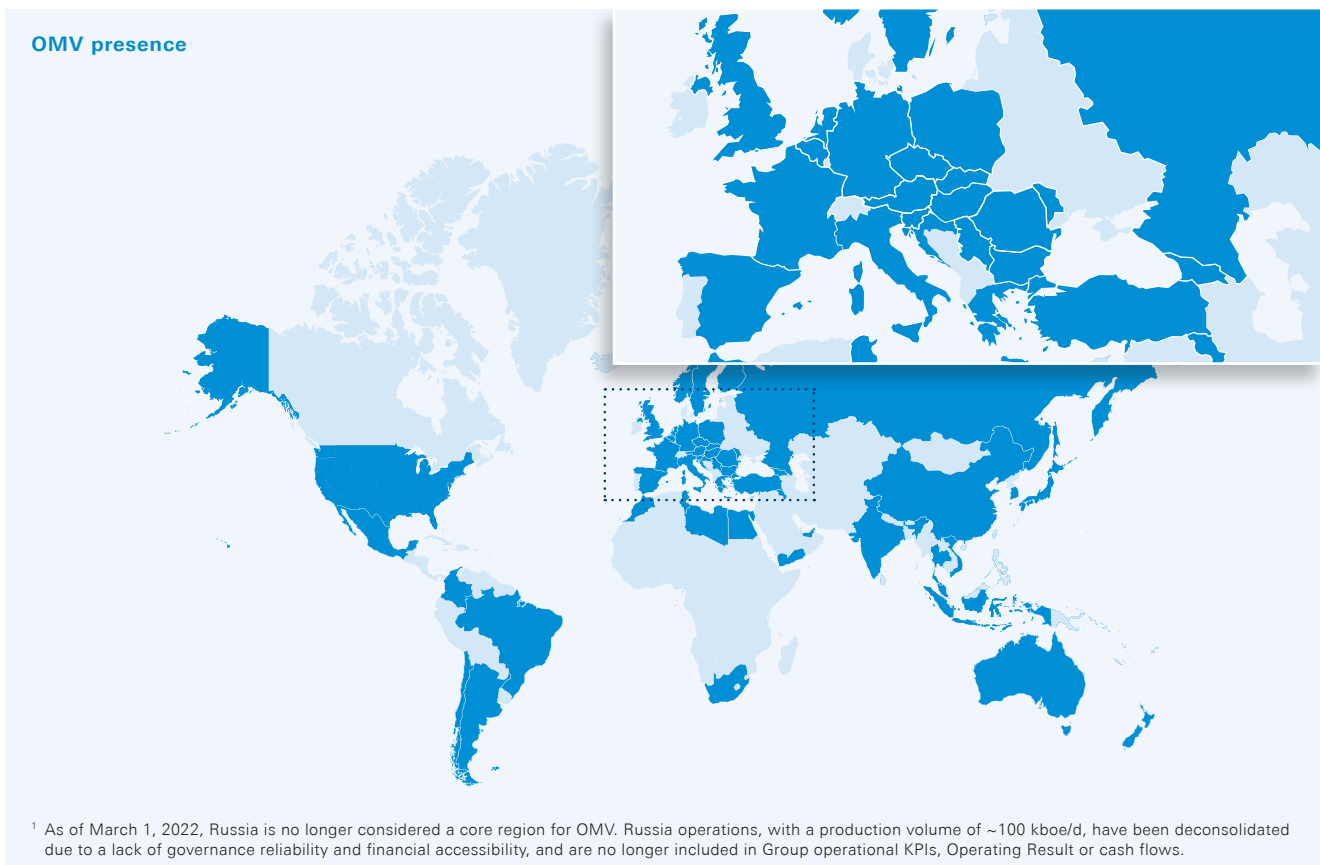 OMV presence
1 As of March 1, 2022, Russia is no longer considered a core region for OMV. Russia operations, with a production volume of ~100 kboe/d, have been deconsolidated
due to a lack of governance reliability and financial accessibility, and are no longer included in Group operational KPIs, Operating Result or cash flows.